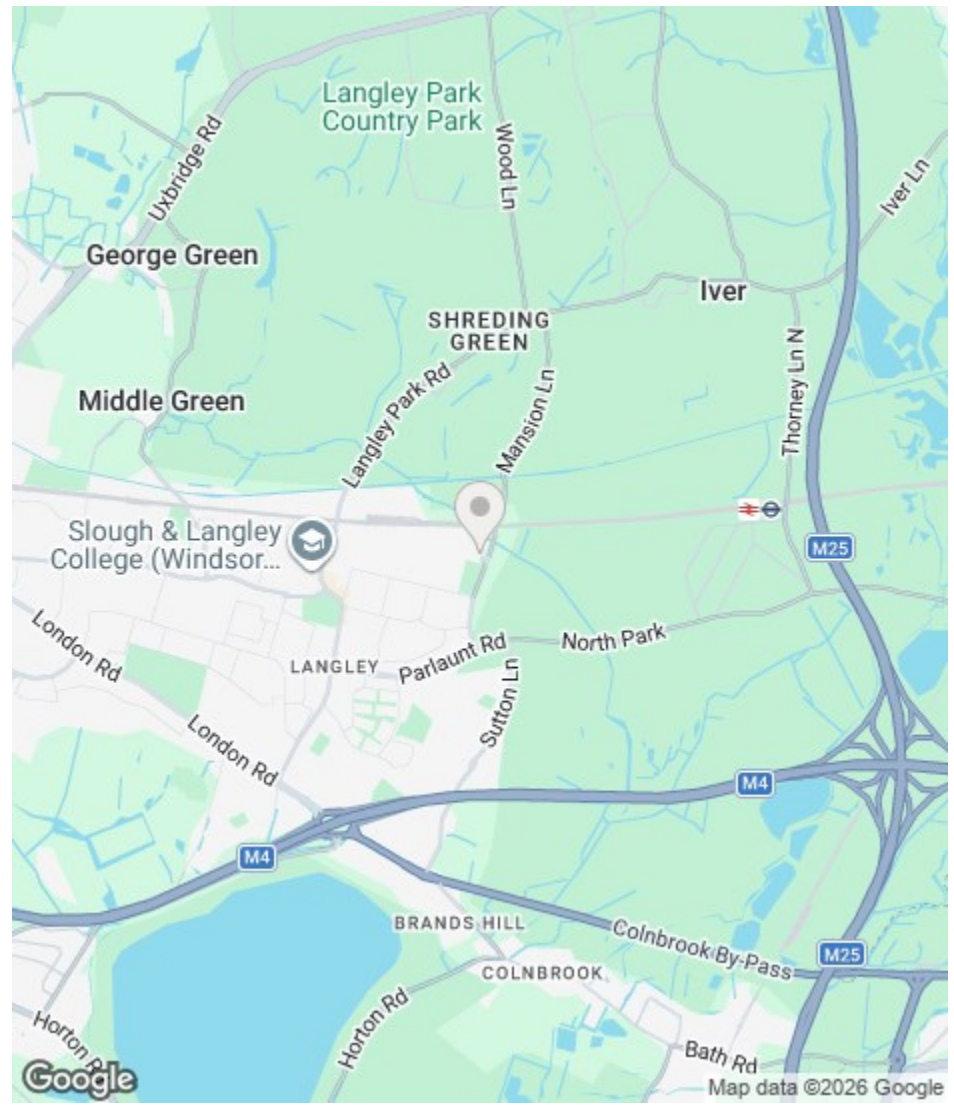 Langley Park
Country Park
Wood Ln
Uxbridge Rd
Iver Ln
George Green
Iver
SHREDING
GREEN
Langley Park Rd
Mansion Ln
Thorney Ln N
Middle Green
Slough & Langley
College (Windsor...
M25
London Rd
LANGLEY
Parlaunt Rd
North Park
Sutton Ln
London Rd
M4
M4
BRANDS HILL
Colnbrook By-Pass
M25
COLNBROOK
Horton Rd
Horton Rd
Bath Rd
Google
Map data ©2026 Google